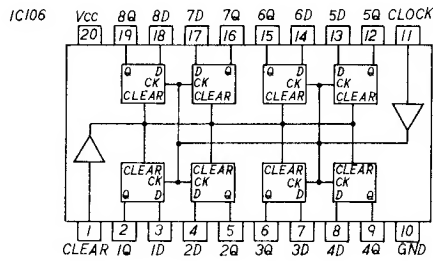 IC106 Vcc 8Q 8D 7D 7Q 6Q 6D 5D 5Q CLOCK
20 19 18 17 16 15 14 13 12 11
Q D D Q Q D D Q
CK CK CK CK
CLEAR CLEAR CLEAR CLEAR
CLEAR CLEAR CLEAR CLEAR
CK CK CK CK
Q D D Q Q D D Q
1 2 3 4 5 6 7 8 9 10
CLEAR 1Q 1D 2D 2Q 3Q 3D 4D 4Q GND